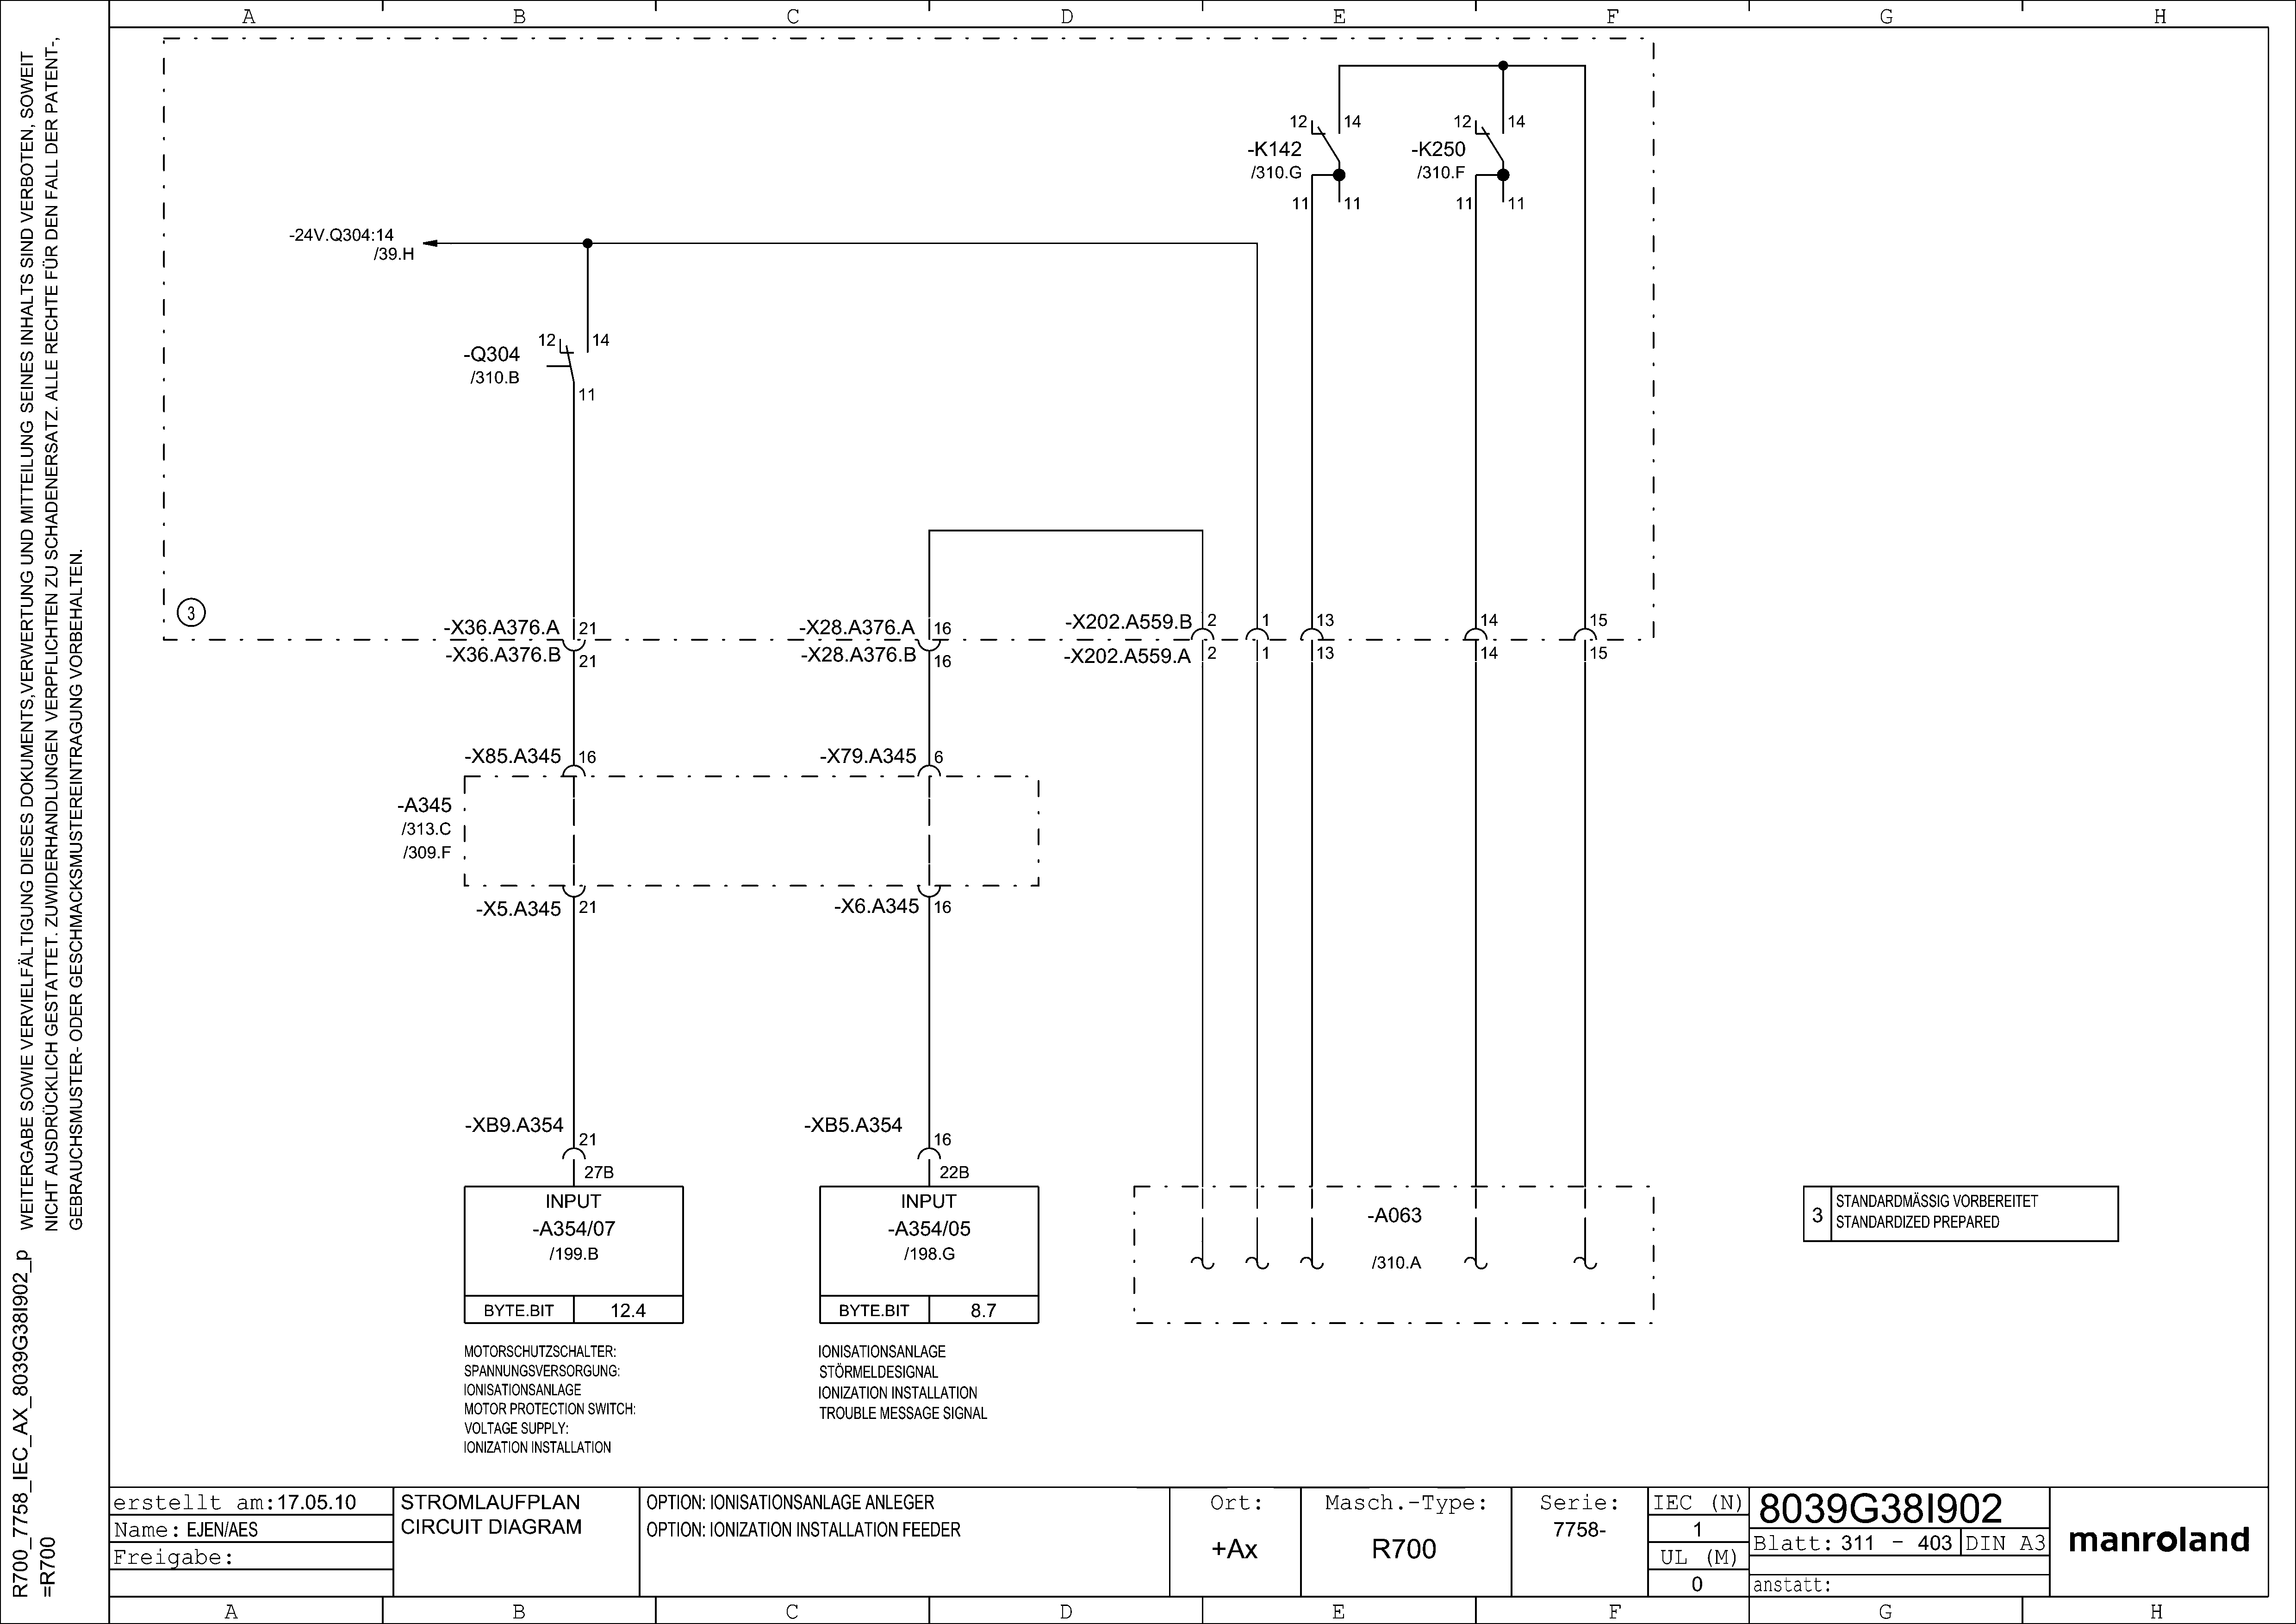 A B C D E F G H
WEITERGABE SOWIE VERVIELFÄLTIGUNG DIESES DOKUMENTS,VERWERTUNG UND MITTEILUNG SEINES INHALTS SIND VERBOTEN, SOWEIT
NICHT AUSDRÜCKLICH GESTATTET. ZUWIDERHANDLUNGEN VERPFLICHTEN ZU SCHADENERSATZ. ALLE RECHTE FÜR DEN FALL DER PATENT-,
GEBRAUCHSMUSTER- ODER GESCHMACKSMUSTEREINTRAGUNG VORBEHALTEN.
R700_7758_IEC_AX_8039G38I902_p
=R700
12 14 12 14
-K142 -K250
/310.G /310.F
11 11 11 11
-24V.Q304:14
/39.H
12 14
-Q304
/310.B
11
3
-X36.A376.A 21 -X28.A376.A 16 -X202.A559.B 2 1 13 14 15
-X36.A376.B 21 -X28.A376.B 16 -X202.A559.A 2 1 13 14 15
-X85.A345 16 -X79.A345 6
-A345
/313.C
/309.F
-X5.A345 21 -X6.A345 16
-XB9.A354 21 -XB5.A354 16
27B 22B
INPUT INPUT
-A354/07 -A354/05 -A063
/199.B /198.G /310.A
BYTE.BIT 12.4 BYTE.BIT 8.7
3 STANDARDMÄSSIG VORBEREITET
STANDARDIZED PREPARED
MOTORSCHUTZSCHALTER:
SPANNUNGSVERSORGUNG:
IONISATIONSANLAGE
MOTOR PROTECTION SWITCH:
VOLTAGE SUPPLY:
IONIZATION INSTALLATION
IONISATIONSANLAGE
STÖRMELDESIGNAL
IONIZATION INSTALLATION
TROUBLE MESSAGE SIGNAL
erstellt am:17.05.10
Name: EJEN/AES
Freigabe:
STROMLAUFPLAN
CIRCUIT DIAGRAM
OPTION: IONISATIONSANLAGE ANLEGER
OPTION: IONIZATION INSTALLATION FEEDER
Ort:
+Ax
Masch.-Type:
R700
Serie:
7758-
IEC (N)
1
UL (M)
0
8039G38I902
Blatt: 311 - 403 DIN A3
anstatt:
manroland
A B C D E F G H